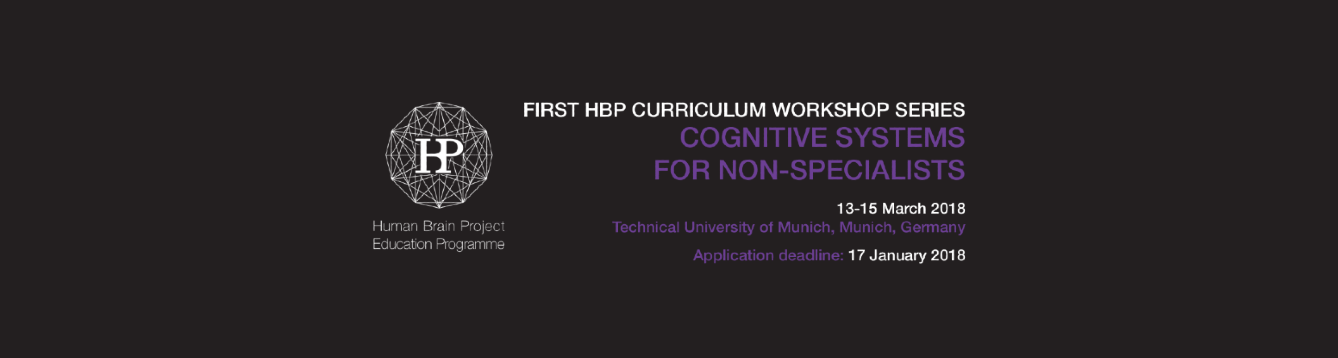 HP
Human Brain Project
Education Programme
FIRST HBP CURRICULUM WORKSHOP SERIES
COGNITIVE SYSTEMS
FOR NON-SPECIALISTS
13-15 March 2018
Technical University of Munich, Munich, Germany
Application deadline: 17 January 2018